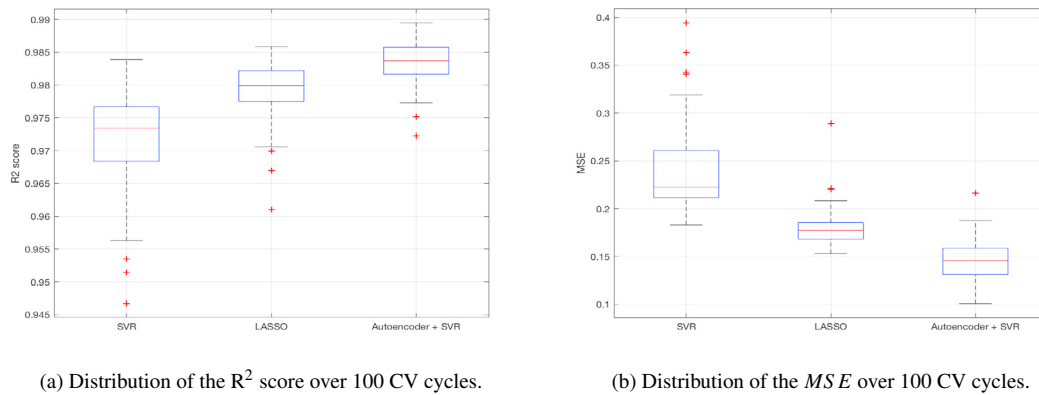 0.99
0.985
0.98
0.975
0.97
0.965
0.96
0.955
0.95
0.945
R2 score
SVR
LASSO
Autoencoder + SVR
(a) Distribution of the R² score over 100 CV cycles.
0.4
0.35
0.3
0.25
0.2
0.15
0.1
MSE
SVR
LASSO
Autoencoder + SVR
(b) Distribution of the MSE over 100 CV cycles.